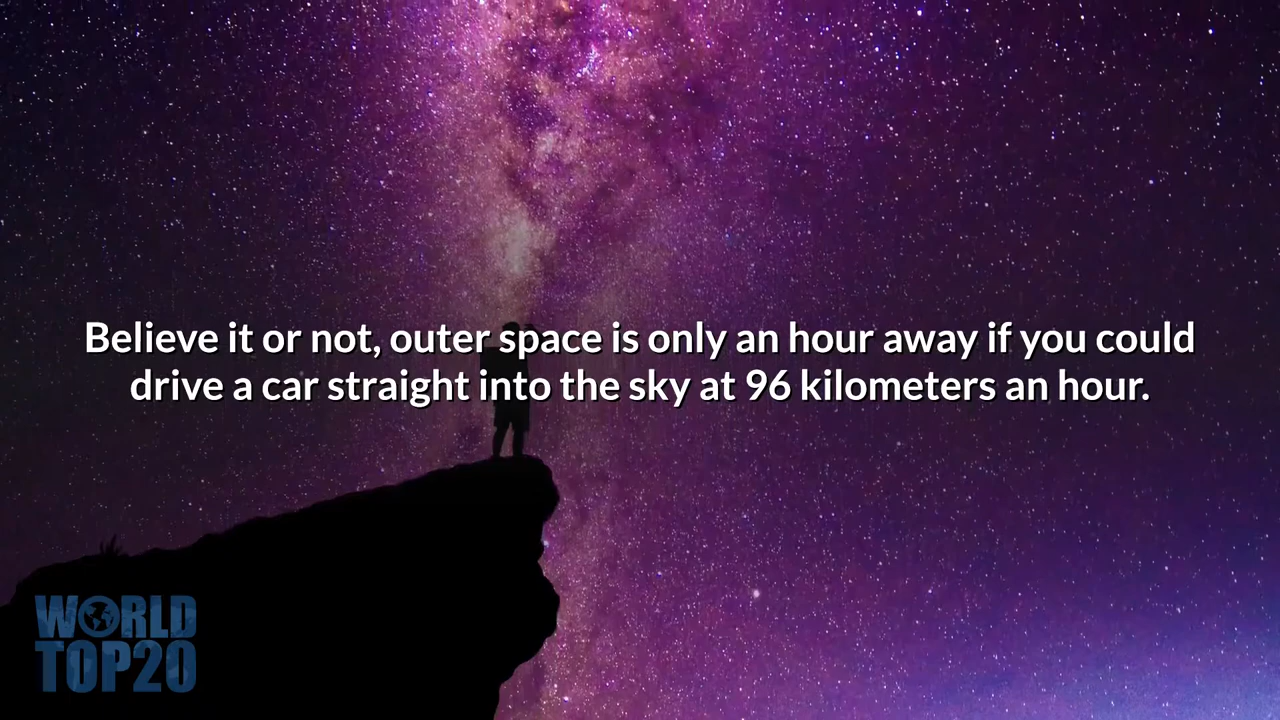 Believe it or not, outer space is only an hour away if you could
drive a car straight into the sky at 96 kilometers an hour.
WORLD
TOP20